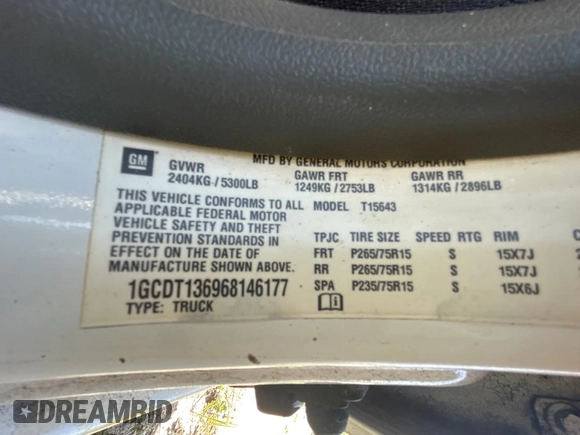 MFD BY GENERAL MOTORS CORPORATION
GM
GVWR GAWR FRT GAWR RR
2404KG / 5300LB 1249KG / 2753LB 1314KG / 2896LB
THIS VEHICLE CONFORMS TO ALL MODEL T15643
APPLICABLE FEDERAL MOTOR
VEHICLE SAFETY AND THEFT
PREVENTION STANDARDS IN TPJC TIRE SIZE SPEED RTG RIM
EFFECT ON THE DATE OF FRT P265/75R15 S 15X7J
MANUFACTURE SHOWN ABOVE. RR P265/75R15 S 15X7J
1GCDT136968146177 SPA P235/75R15 S 15X6J
TYPE: TRUCK
DREAMBID